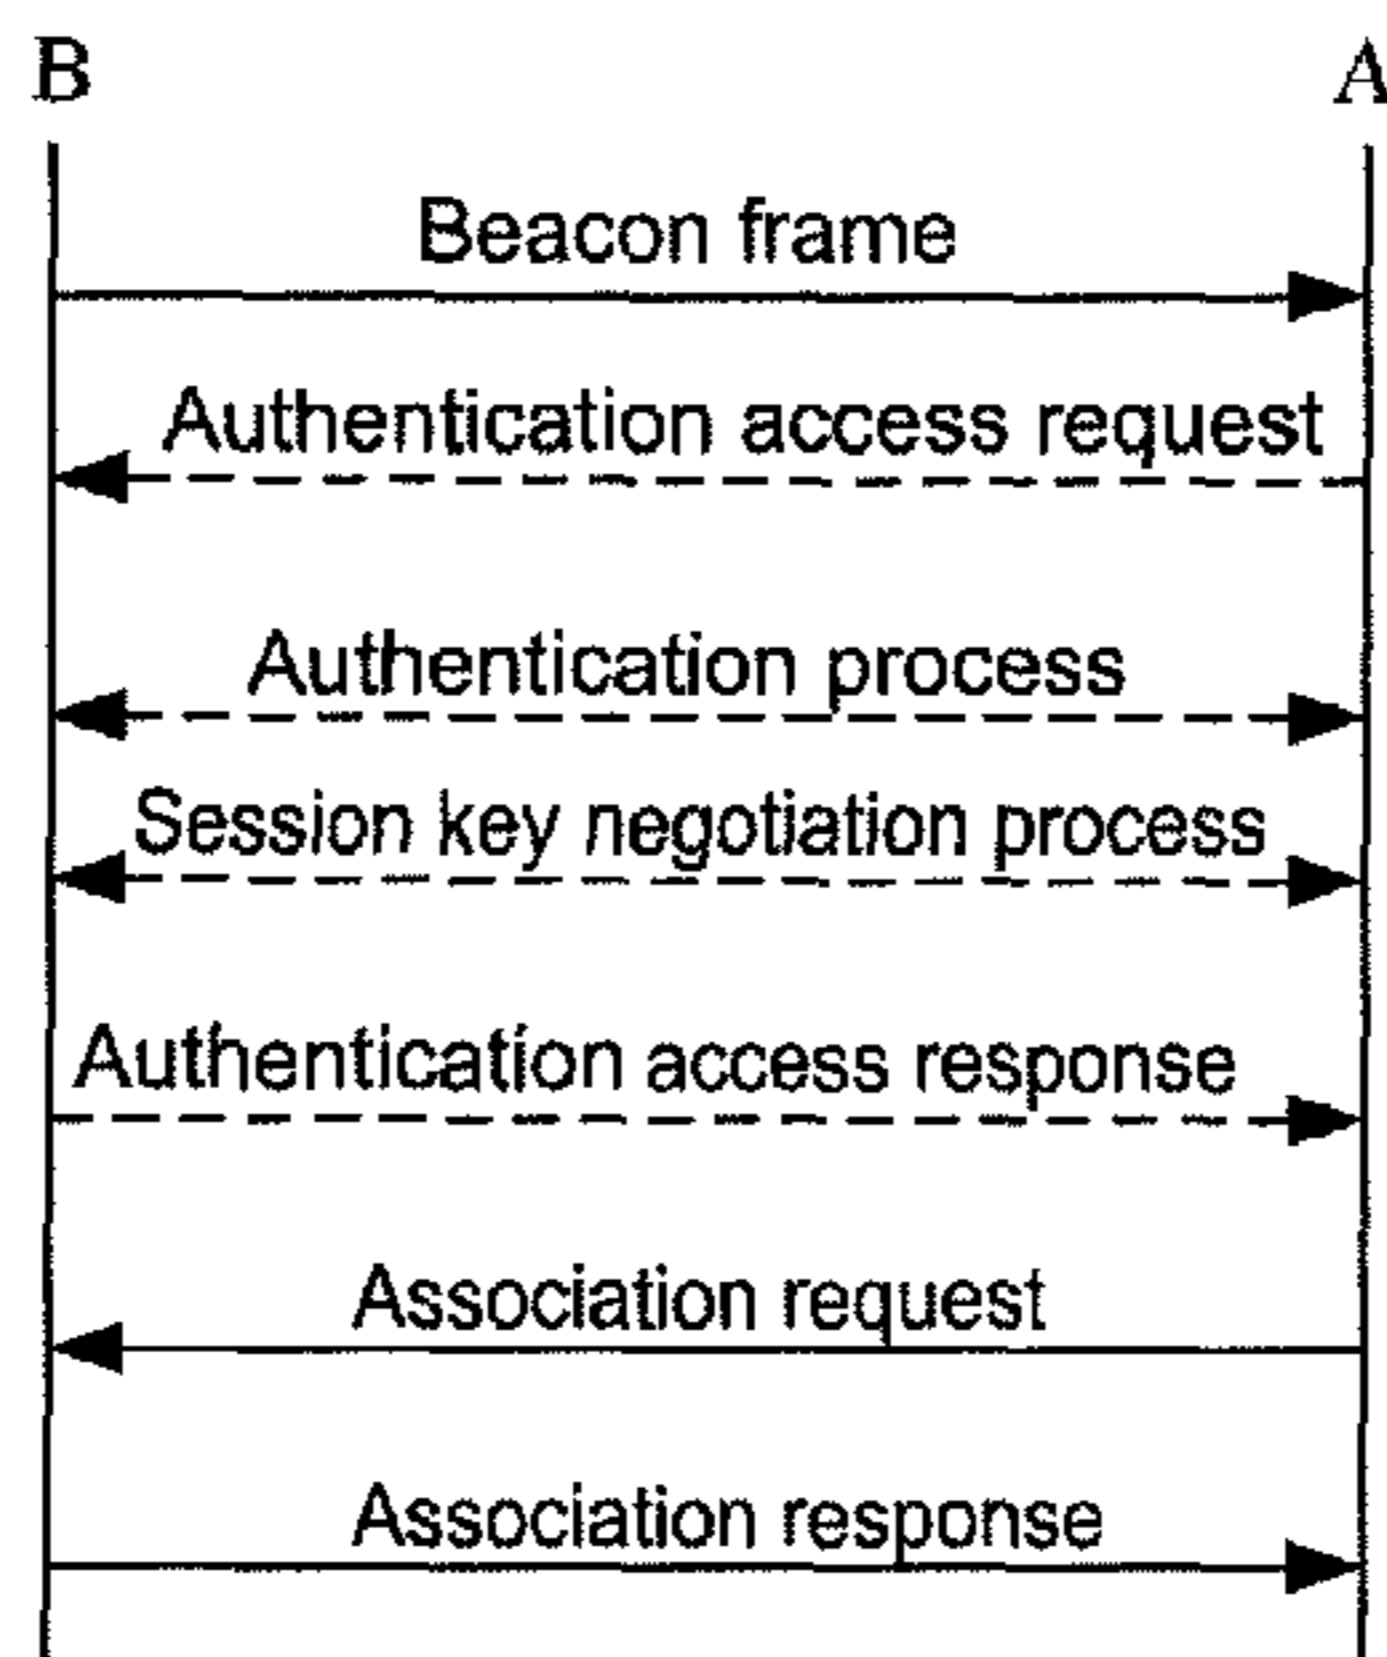 B
A
Beacon frame
Authentication access request
Authentication process
Session key negotiation process
Authentication access response
Association request
Association response